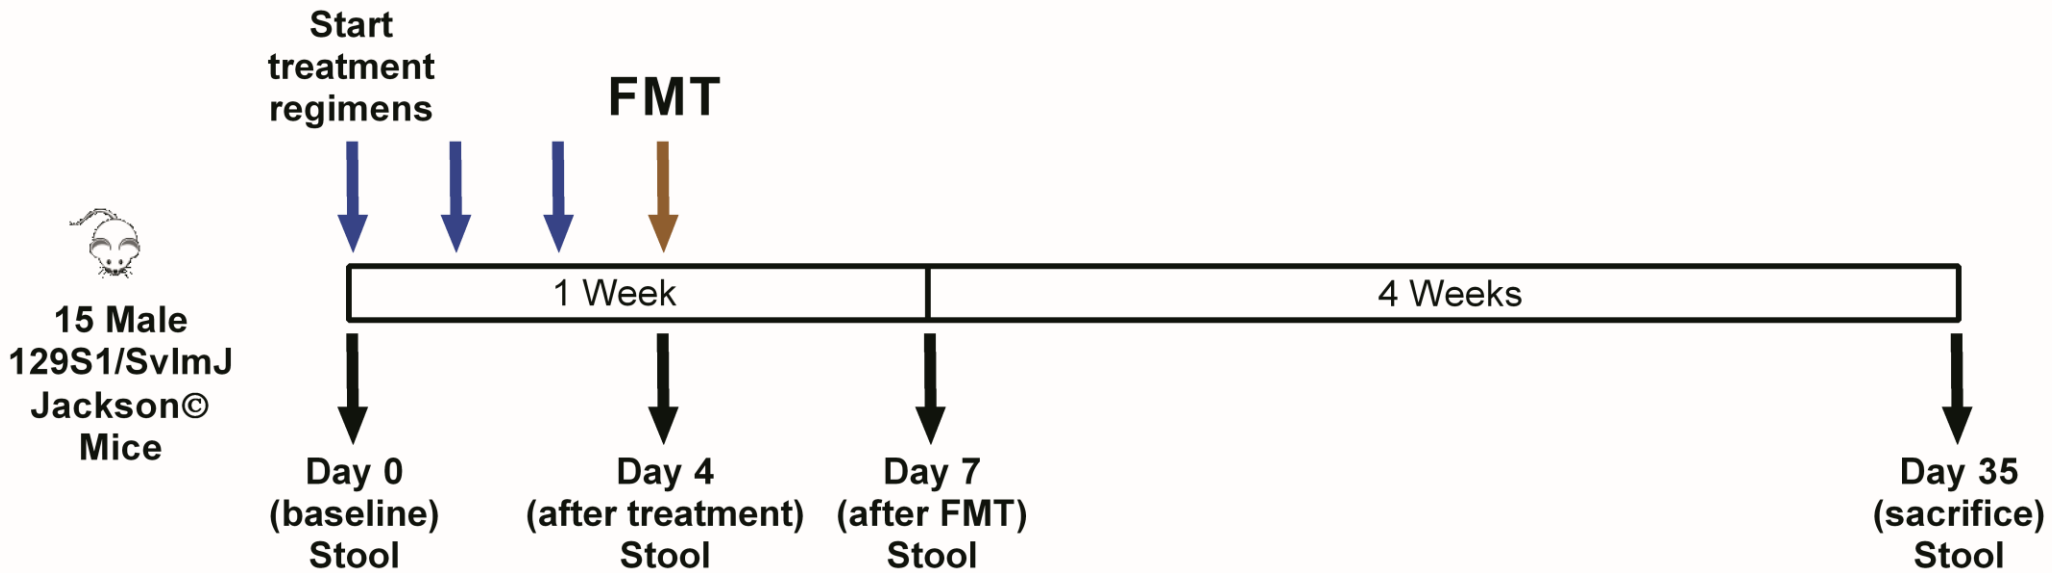 Start
treatment
regimens
FMT
1 Week
4 Weeks
15 Male
129S1/SvImJ
Jackson©
Mice
Day 0
(baseline)
Stool
Day 4
(after treatment)
Stool
Day 7
(after FMT)
Stool
Day 35
(sacrifice)
Stool